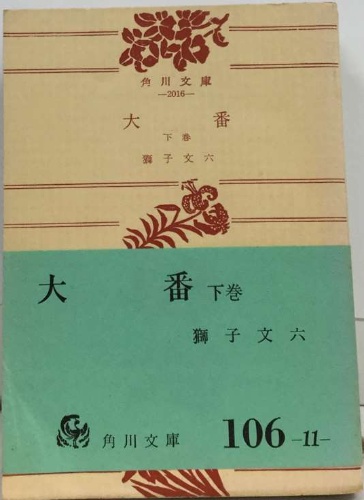 角川文庫
—2016—
大番
下巻
獅子文六
大番 下巻
獅子文六
角川文庫 106 -11-